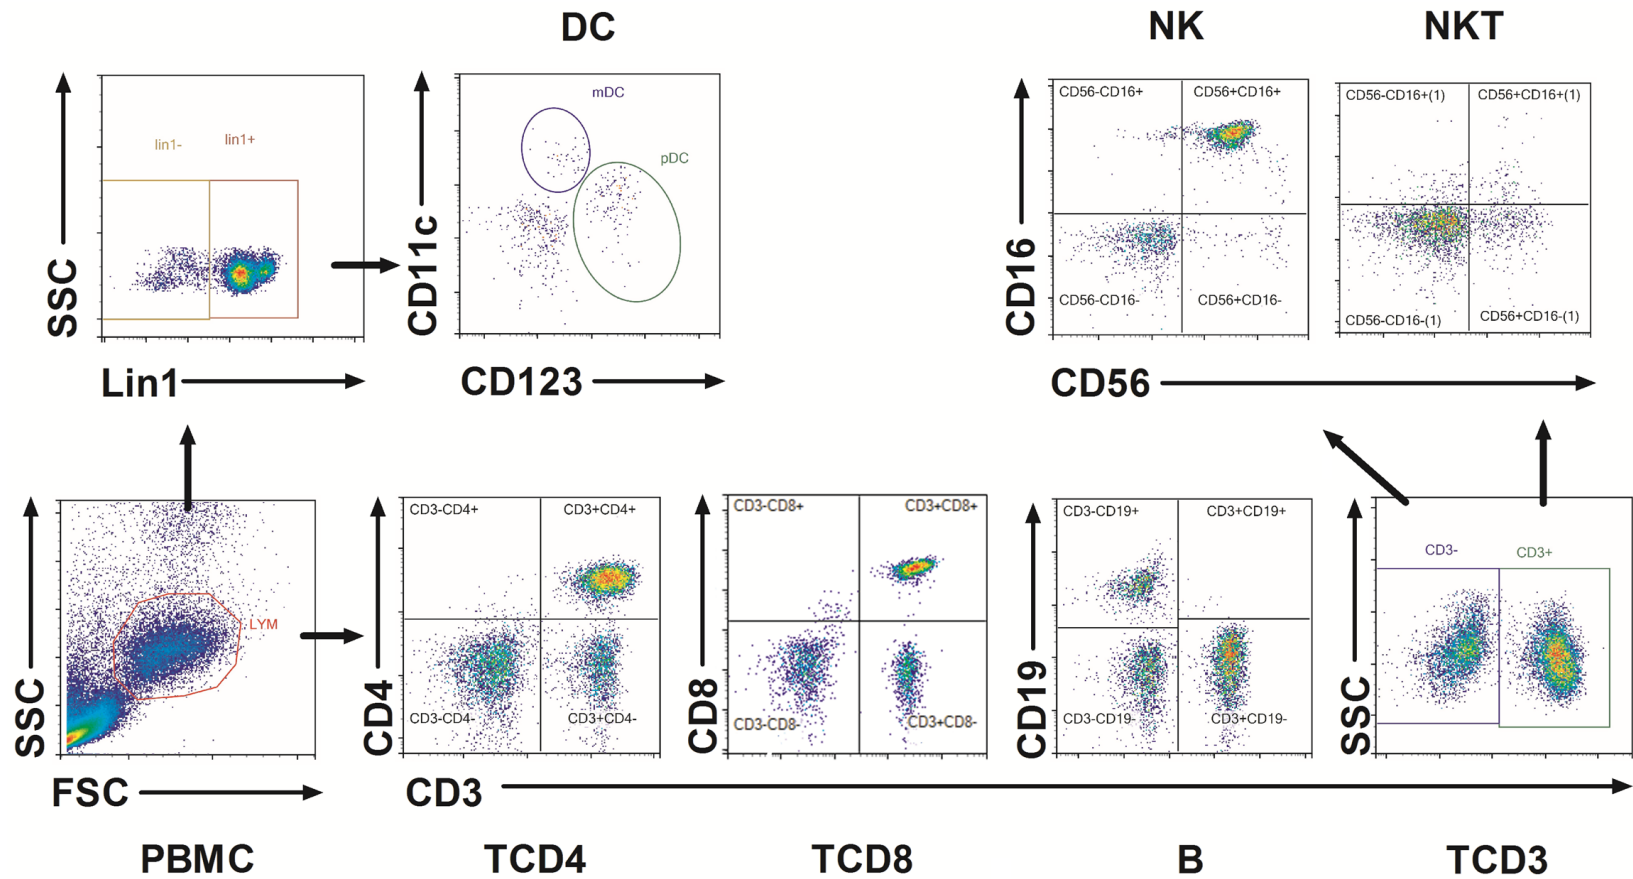 DC
NK
NKT
SSC
lin1-
lin1+
Lin1
CD11c
mDC
pDC
CD123
CD16
CD56-CD16+
CD56+CD16+
CD56-CD16-
CD56+CD16-
CD56-CD16+(1)
CD56+CD16+(1)
CD56-CD16-(1)
CD56+CD16-(1)
CD56
SSC
LYM
FSC
CD4
CD3-CD4+
CD3+CD4+
CD3-CD4-
CD3+CD4-
CD8
CD3-CD8+
CD3+CD8+
CD3-CD8-
CD3+CD8-
CD19
CD3-CD19+
CD3+CD19+
CD3-CD19-
CD3+CD19-
SSC
CD3-
CD3+
CD3
PBMC
TCD4
TCD8
B
TCD3